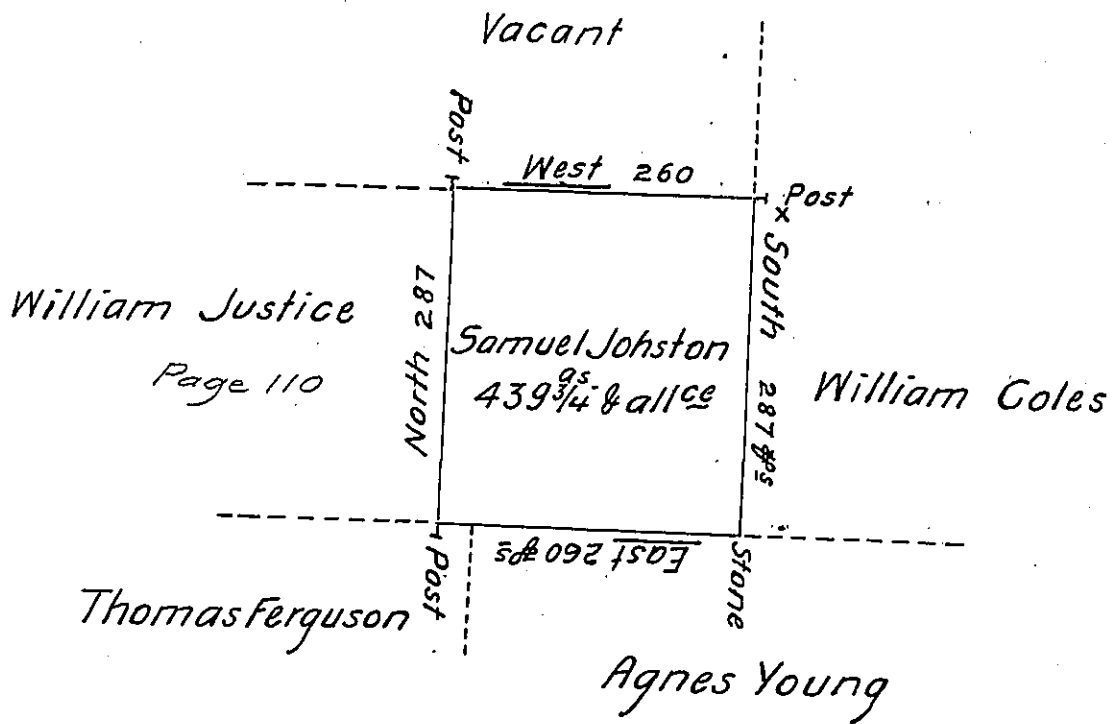 Vacant
Post
West 260
Post
x
South 287 ps
William Justice
Page 110
North 287
Samuel Johston
439 3/4 as. & allce
William Coles
East 260 ps
Post
Stone
Thomas Ferguson
Agnes Young